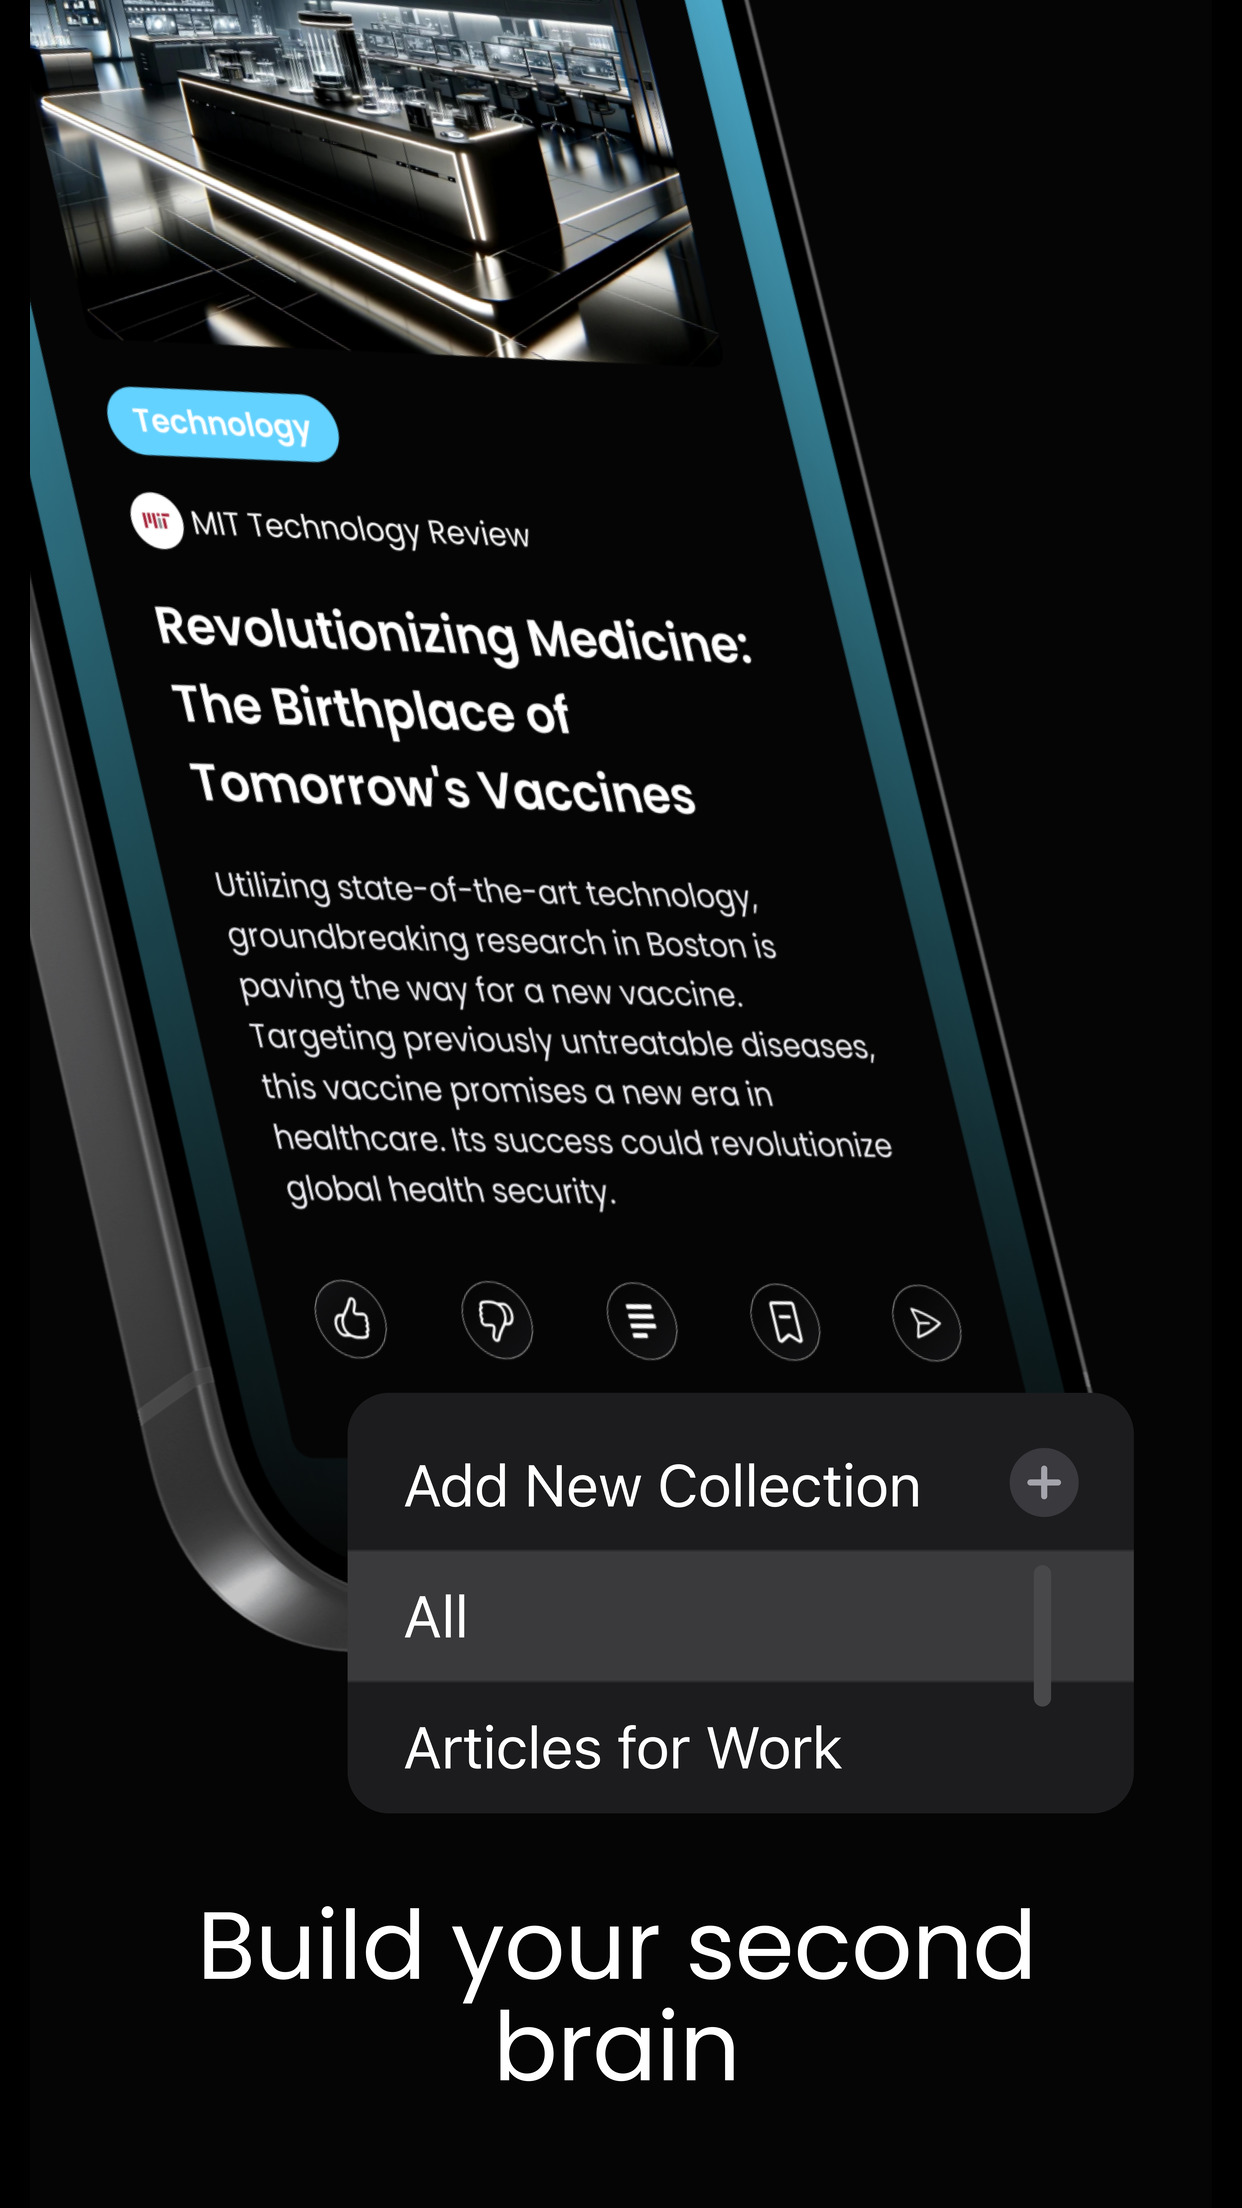 Technology
MIT
MIT Technology Review
Revolutionizing Medicine:
The Birthplace of
Tomorrow's Vaccines
Utilizing state-of-the-art technology,
groundbreaking research in Boston is
paving the way for a new vaccine.
Targeting previously untreatable diseases,
this vaccine promises a new era in
healthcare. Its success could revolutionize
global health security.
Add New Collection
All
Articles for Work
Build your second
brain